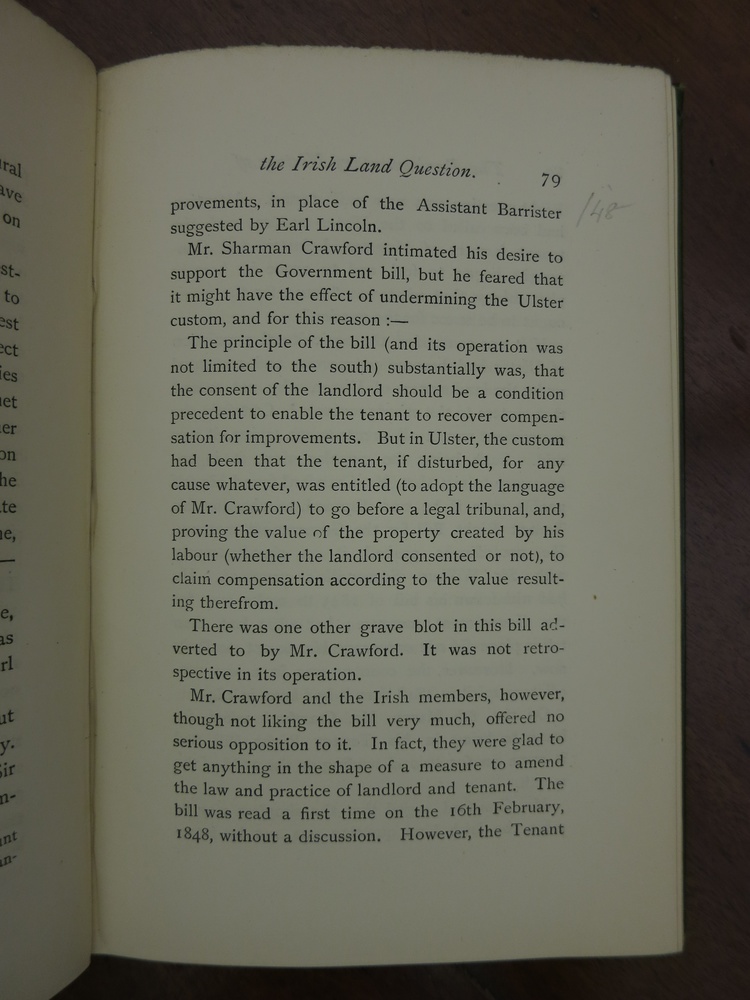 the Irish Land Question.
79
provements, in place of the Assistant Barrister
suggested by Earl Lincoln.
Mr. Sharman Crawford intimated his desire to
support the Government bill, but he feared that
it might have the effect of undermining the Ulster
custom, and for this reason :—
The principle of the bill (and its operation was
not limited to the south) substantially was, that
the consent of the landlord should be a condition
precedent to enable the tenant to recover compen-
sation for improvements. But in Ulster, the custom
had been that the tenant, if disturbed, for any
cause whatever, was entitled (to adopt the language
of Mr. Crawford) to go before a legal tribunal, and,
proving the value of the property created by his
labour (whether the landlord consented or not), to
claim compensation according to the value result-
ing therefrom.
There was one other grave blot in this bill ad-
verted to by Mr. Crawford. It was not retro-
spective in its operation.
Mr. Crawford and the Irish members, however,
though not liking the bill very much, offered no
serious opposition to it. In fact, they were glad to
get anything in the shape of a measure to amend
the law and practice of landlord and tenant. The
bill was read a first time on the 16th February,
1848, without a discussion. However, the Tenant